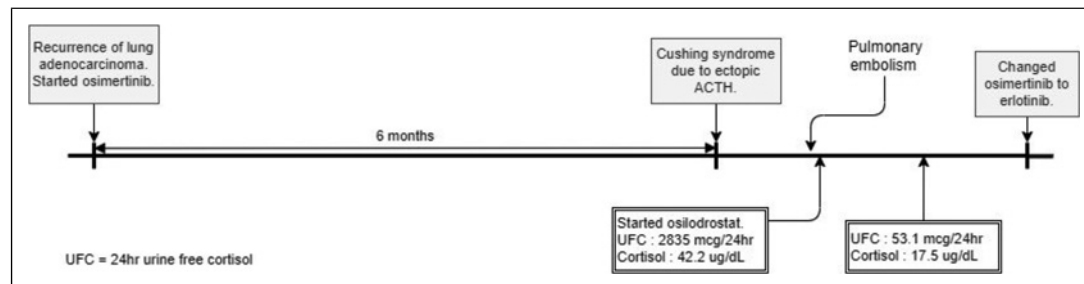 Recurrence of lung
adenocarcinoma.
Started osimertinib.
Cushing syndrome
due to ectopic
ACTH.
Pulmonary
embolism
Changed
osimertinib to
erlotinib.
6 months
Started osilodrostat.
UFC : 2835 mcg/24hr
Cortisol : 42.2 ug/dL
UFC : 53.1 mcg/24hr
Cortisol : 17.5 ug/dL
UFC = 24hr urine free cortisol